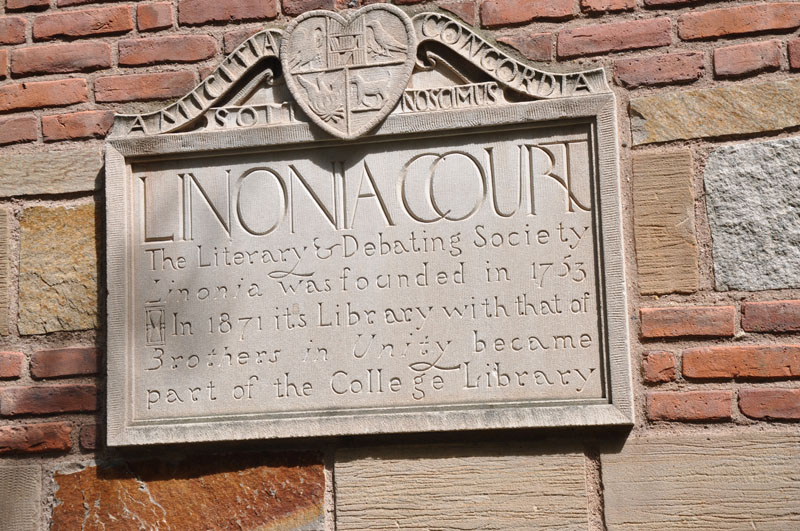 AMICITIA CONCORDIA
SOLI NOSCIMUS
LINONIA COURT
The Literary & Debating Society
Linonia was founded in 1753
In 1871 its Library with that of
Brothers in Unity became
part of the College Library